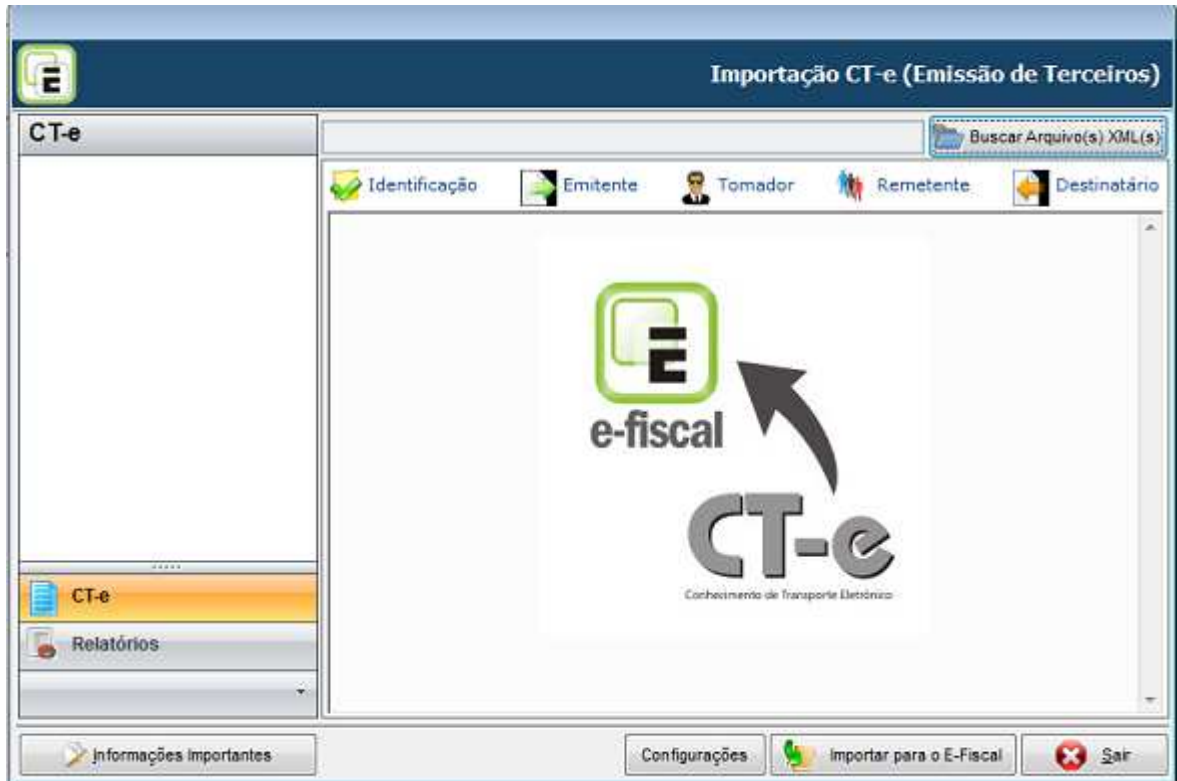 Importação CT-e (Emissão de Terceiros)
CT-e
Buscar Arquivo(s) XML(s)
Identificação
Emitente
Tomador
Remetente
Destinatário
E
e-fiscal
CT-e
Conhecimento de Transporte Eletrônico
CT-e
Relatórios
Informações Importantes
Configurações
Importar para o E-Fiscal
Sair